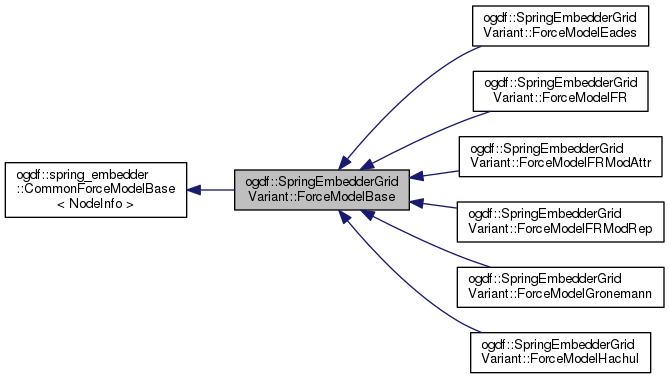 ogdf::SpringEmbedderGrid
Variant::ForceModelEades
ogdf::SpringEmbedderGrid
Variant::ForceModelFR
ogdf::SpringEmbedderGrid
Variant::ForceModelFRModAttr
ogdf::spring_embedder
::CommonForceModelBase
< NodeInfo >
ogdf::SpringEmbedderGrid
Variant::ForceModelBase
ogdf::SpringEmbedderGrid
Variant::ForceModelFRModRep
ogdf::SpringEmbedderGrid
Variant::ForceModelGronemann
ogdf::SpringEmbedderGrid
Variant::ForceModelHachul